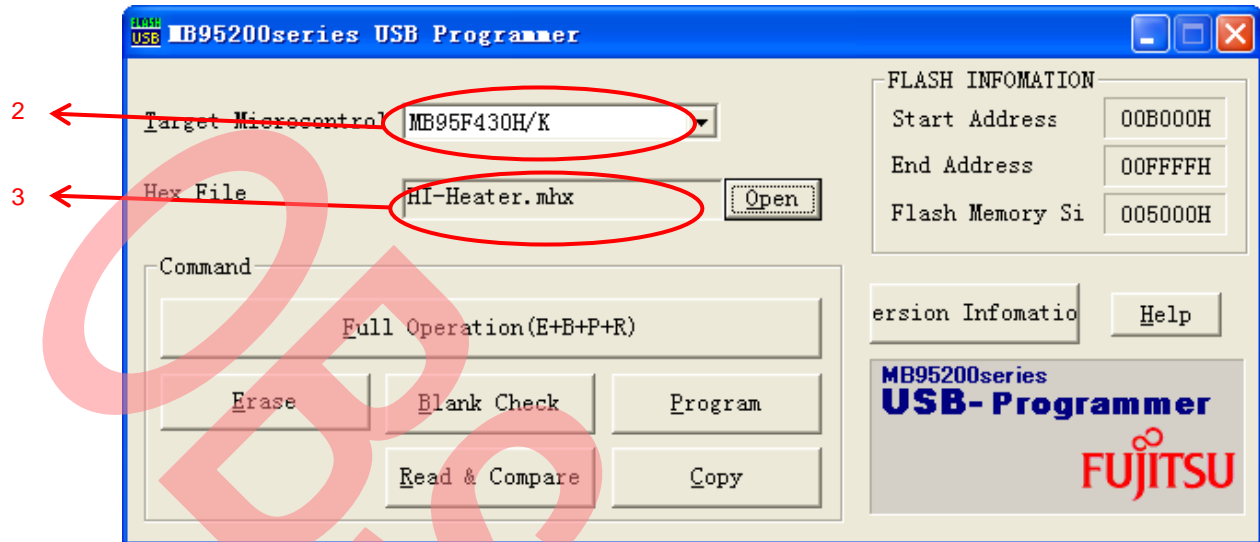 FLASH
USB
MB95200series USB Programmer
2
Target Microcontrol
MB95F430H/K
3
Hex File
HI-Heater.mhx
Open
Command
Full Operation(E+B+P+R)
Erase
Blank Check
Program
Read & Compare
Copy
FLASH INFOMATION
Start Address
00B000H
End Address
00FFFFH
Flash Memory Si
005000H
ersion Infomatio
Help
MB95200series
USB-Programmer
FUJITSU